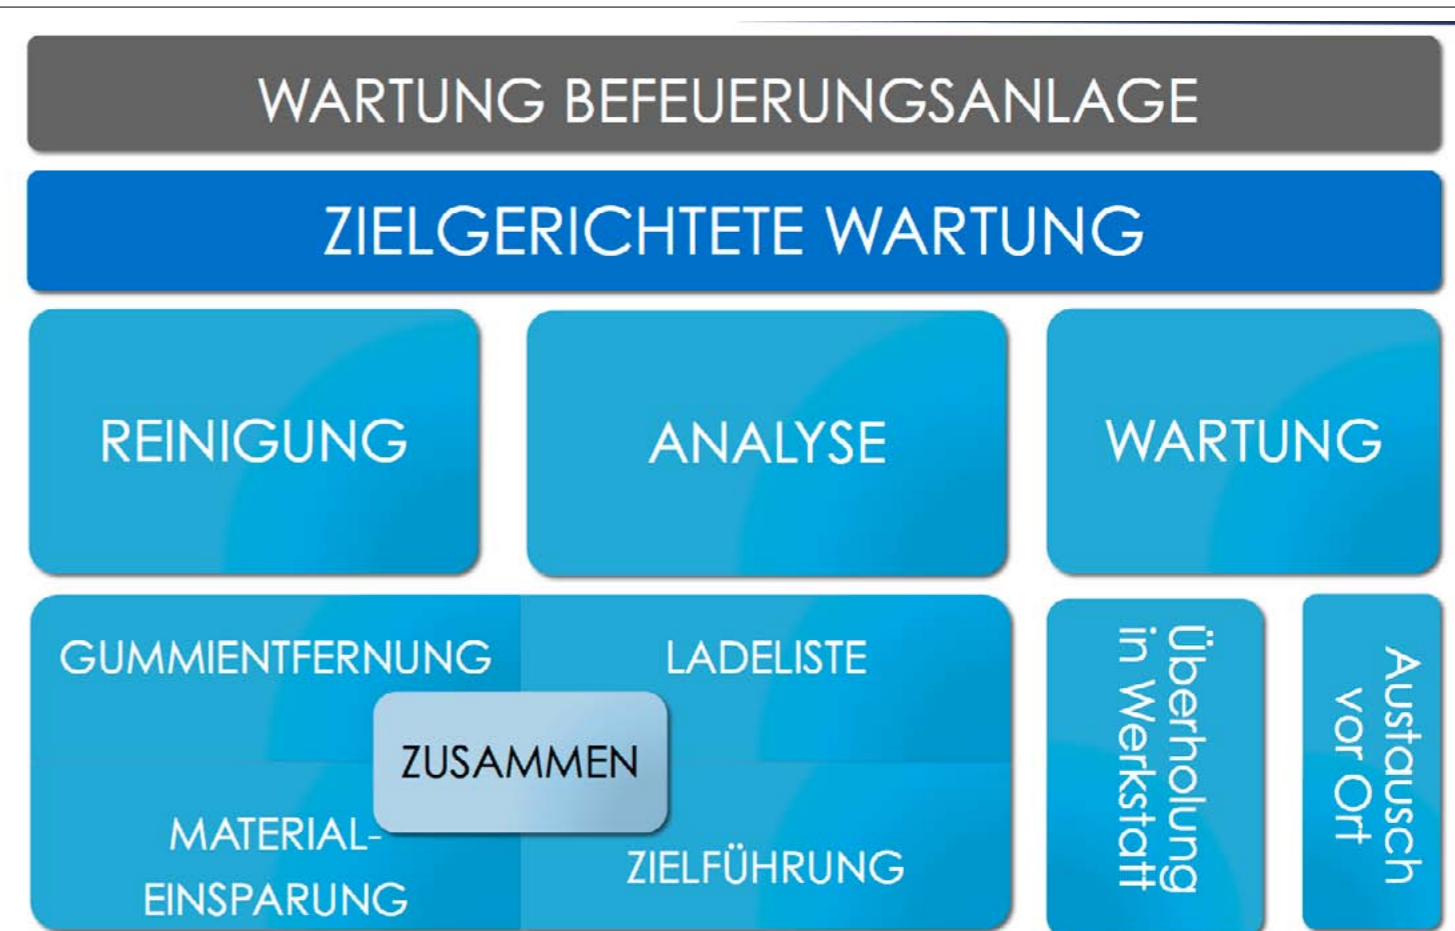 WARTUNG BEFEUERUNGSANLAGE
ZIELGERICHTETE WARTUNG
REINIGUNG
ANALYSE
WARTUNG
GUMMIENTFERNUNG
LADELISTE
ZUSAMMEN
MATERIAL-
EINSPARUNG
ZIELFÜHRUNG
Überholung
in Werkstatt
Austausch
vor Ort